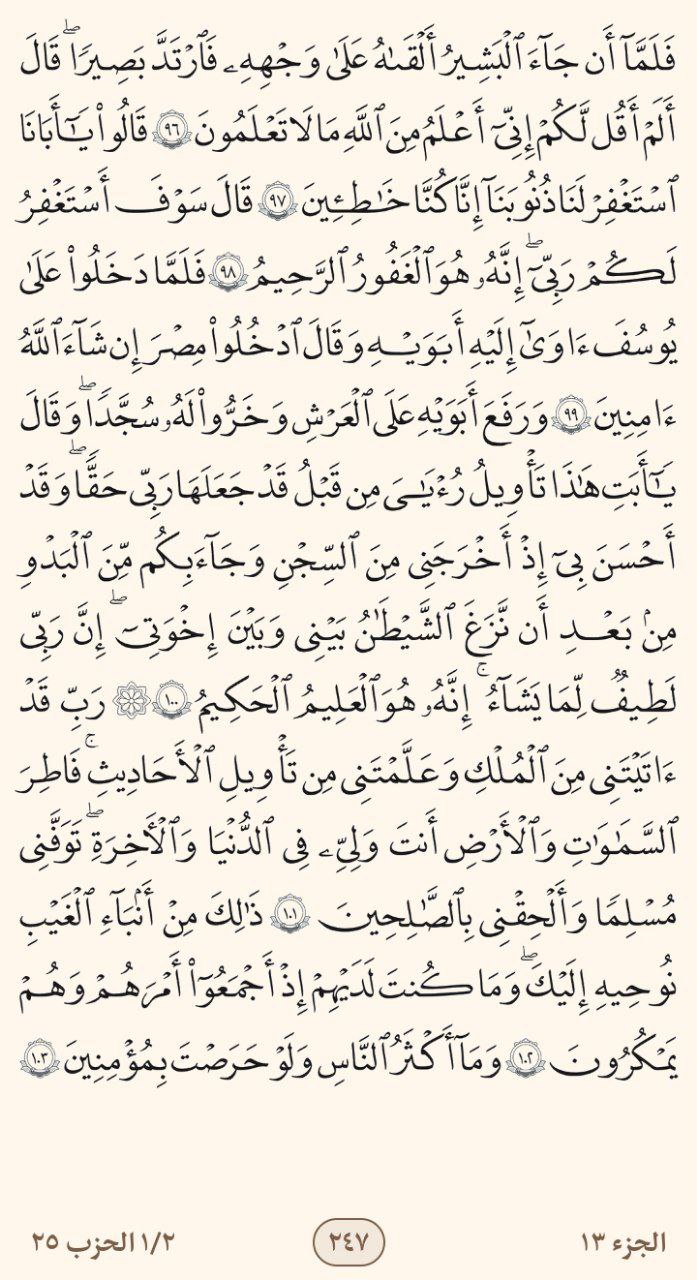 فَلَمَّآ أَن جَآءَ ٱلْبَشِيرُ أَلْقَىٰهُ عَلَىٰ وَجْهِهِۦ فَٱرْتَدَّ بَصِيرًا ۖ قَالَ
أَلَمْ أَقُل لَّكُمْ إِنِّىٓ أَعْلَمُ مِنَ ٱللَّهِ مَا لَا تَعْلَمُونَ ٩٦ قَالُوا۟ يَـٰٓأَبَانَا
ٱسْتَغْفِرْ لَنَا ذُنُوبَنَآ إِنَّا كُنَّا خَـٰطِـِٔينَ ٩٧ قَالَ سَوْفَ أَسْتَغْفِرُ
لَكُمْ رَبِّىٓ ۖ إِنَّهُۥ هُوَ ٱلْغَفُورُ ٱلرَّحِيمُ ٩٨ فَلَمَّا دَخَلُوا۟ عَلَىٰ
يُوسُفَ ءَاوَىٰٓ إِلَيْهِ أَبَوَيْهِ وَقَالَ ٱدْخُلُوا۟ مِصْرَ إِن شَآءَ ٱللَّهُ
ءَامِنِينَ ٩٩ وَرَفَعَ أَبَوَيْهِ عَلَى ٱلْعَرْشِ وَخَرُّوا۟ لَهُۥ سُجَّدًا ۖ وَقَالَ
يَـٰٓأَبَتِ هَـٰذَا تَأْوِيلُ رُءْيَـٰىَ مِن قَبْلُ قَدْ جَعَلَهَا رَبِّى حَقًّا ۖ وَقَدْ
أَحْسَنَ بِىٓ إِذْ أَخْرَجَنِى مِنَ ٱلسِّجْنِ وَجَآءَ بِكُم مِّنَ ٱلْبَدْوِ
مِنۢ بَعْدِ أَن نَّزَغَ ٱلشَّيْطَـٰنُ بَيْنِى وَبَيْنَ إِخْوَتِىٓ ۚ إِنَّ رَبِّى
لَطِيفٌ لِّمَا يَشَآءُ ۚ إِنَّهُۥ هُوَ ٱلْعَلِيمُ ٱلْحَكِيمُ ١٠٠ ۞ رَبِّ قَدْ
ءَاتَيْتَنِى مِنَ ٱلْمُلْكِ وَعَلَّمْتَنِى مِن تَأْوِيلِ ٱلْأَحَادِيثِ ۚ فَاطِرَ
ٱلسَّمَـٰوَٰتِ وَٱلْأَرْضِ أَنتَ وَلِىِّۦ فِى ٱلدُّنْيَا وَٱلْـَٔاخِرَةِ ۖ تَوَفَّنِى
مُسْلِمًا وَأَلْحِقْنِى بِٱلصَّـٰلِحِينَ ١٠١ ذَٰلِكَ مِنْ أَنۢبَآءِ ٱلْغَيْبِ
نُوحِيهِ إِلَيْكَ ۖ وَمَا كُنتَ لَدَيْهِمْ إِذْ أَجْمَعُوٓا۟ أَمْرَهُمْ وَهُمْ
يَمْكُرُونَ ١٠٢ وَمَآ أَكْثَرُ ٱلنَّاسِ وَلَوْ حَرَصْتَ بِمُؤْمِنِينَ ١٠٣
الجزء ١٣ ٢٤٧ ١/٢ الحزب ٢٥